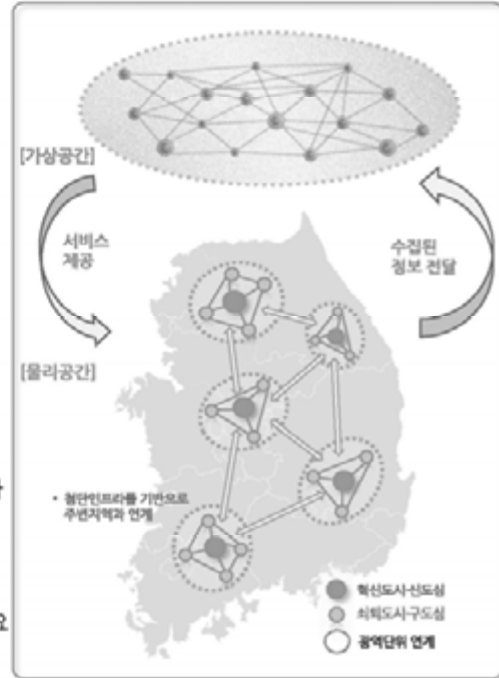 [가상공간]
서비스
제공
수집된
정보 전달
[물리공간]
• 첨단인프라를 기반으로
주변지역과 연계
혁신도시·신도심
쇠퇴도시·구도심
광역단위 연계
요